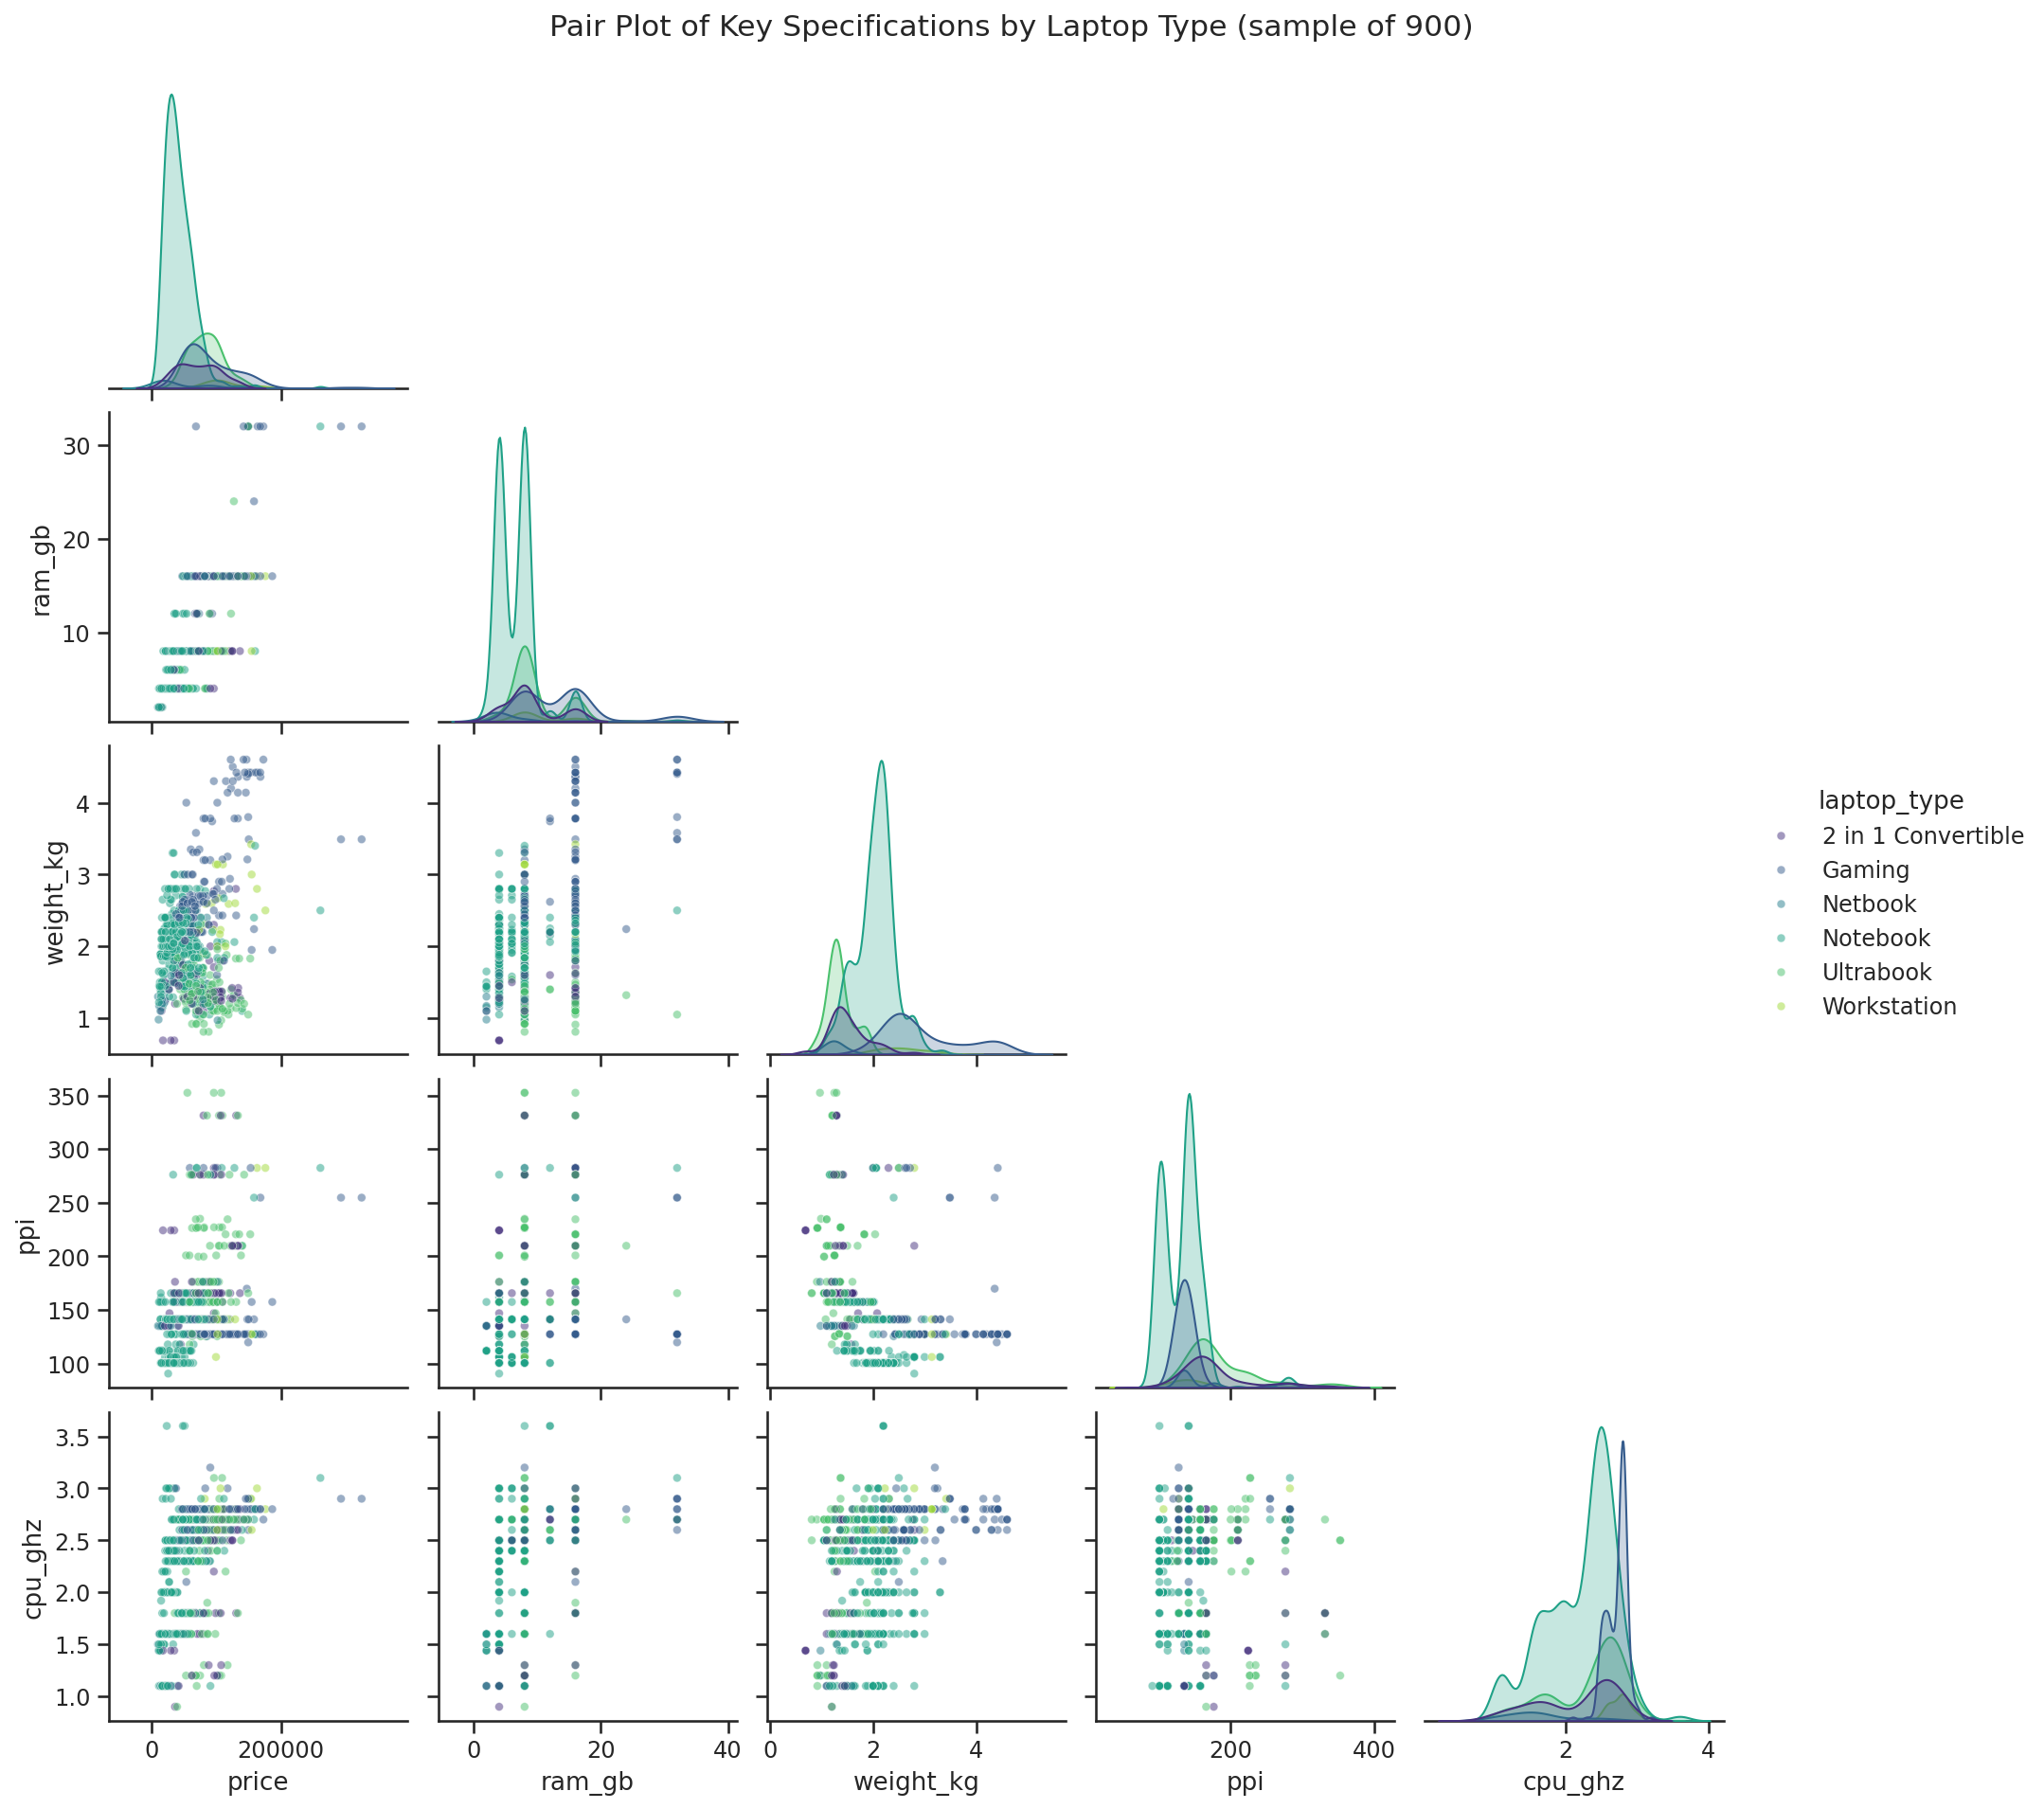 Pair Plot of Key Specifications by Laptop Type (sample of 900)
30
20
10
ram_gb
4
3
2
1
weight_kg
350
300
250
200
150
100
ppi
3.5
3.0
2.5
2.0
1.5
1.0
cpu_ghz
0 200000
price
0 20 40
ram_gb
0 2 4
weight_kg
200 400
ppi
2 4
cpu_ghz
laptop_type
2 in 1 Convertible
Gaming
Netbook
Notebook
Ultrabook
Workstation